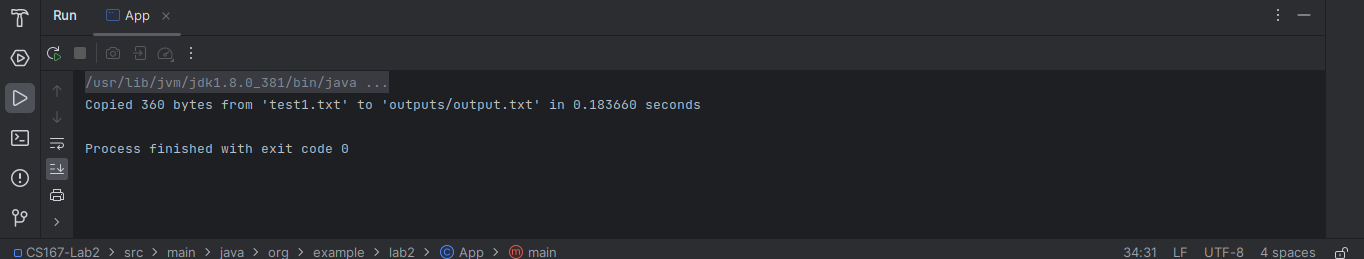 Run App
/usr/lib/jvm/jdk1.8.0_381/bin/java ...
Copied 360 bytes from 'test1.txt' to 'outputs/output.txt' in 0.183660 seconds
Process finished with exit code 0
CS167-Lab2 > src > main > java > org > example > lab2 > App > main 34:31 LF UTF-8 4 spaces